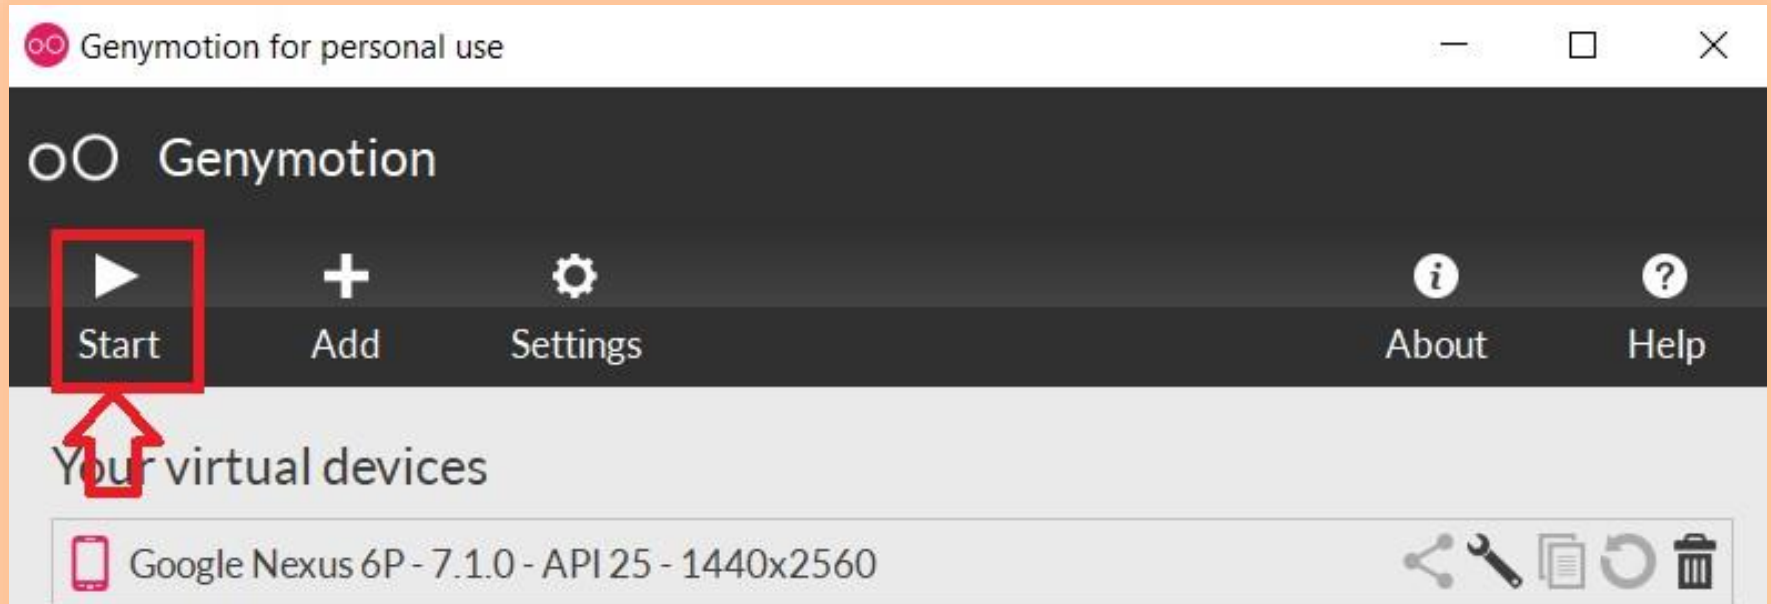 Genymotion for personal use
oO Genymotion
Start Add Settings About Help
Your virtual devices
Google Nexus 6P - 7.1.0 - API 25 - 1440x2560